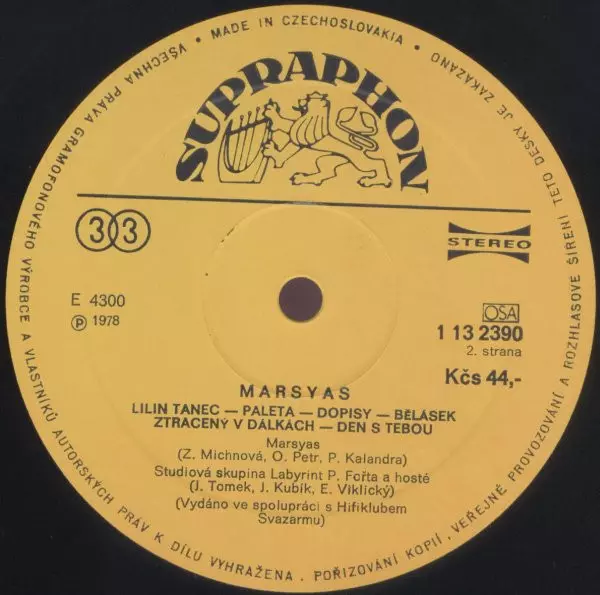 VŠECHNA PRÁVA GRAMOFONOVÉHO VÝROBCE A VLASTNÍKŮ AUTORSKÝCH PRÁV K DÍLU VYHRAŽENA. POŘIZOVÁNÍ KOPIÍ, VEŘEJNÉ PROVOZOVÁNÍ A ROZHLASOVÉ ŠÍŘENÍ TÉTO DESKY JE ZAKÁZÁNO
• MADE IN CZECHOSLOVAKIA •
SUPRAPHON
33
STEREO
E 4300
Ⓟ 1978
OSA
1 13 2390
2. strana
Kčs 44,-
MARSYAS
LILIN TANEC — PALETA — DOPISY — BĚLÁSEK
ZTRACENÝ V DÁLKÁCH — DEN S TEBOU
Marsyas
(Z. Michnová, O. Petr, P. Kalandra)
Studiová skupina Labyrint P. Fořta a hosté
(J. Tomek, J. Kubík, E. Viklický)
(Vydáno ve spolupráci s Hifiklubem
Svazarmu)